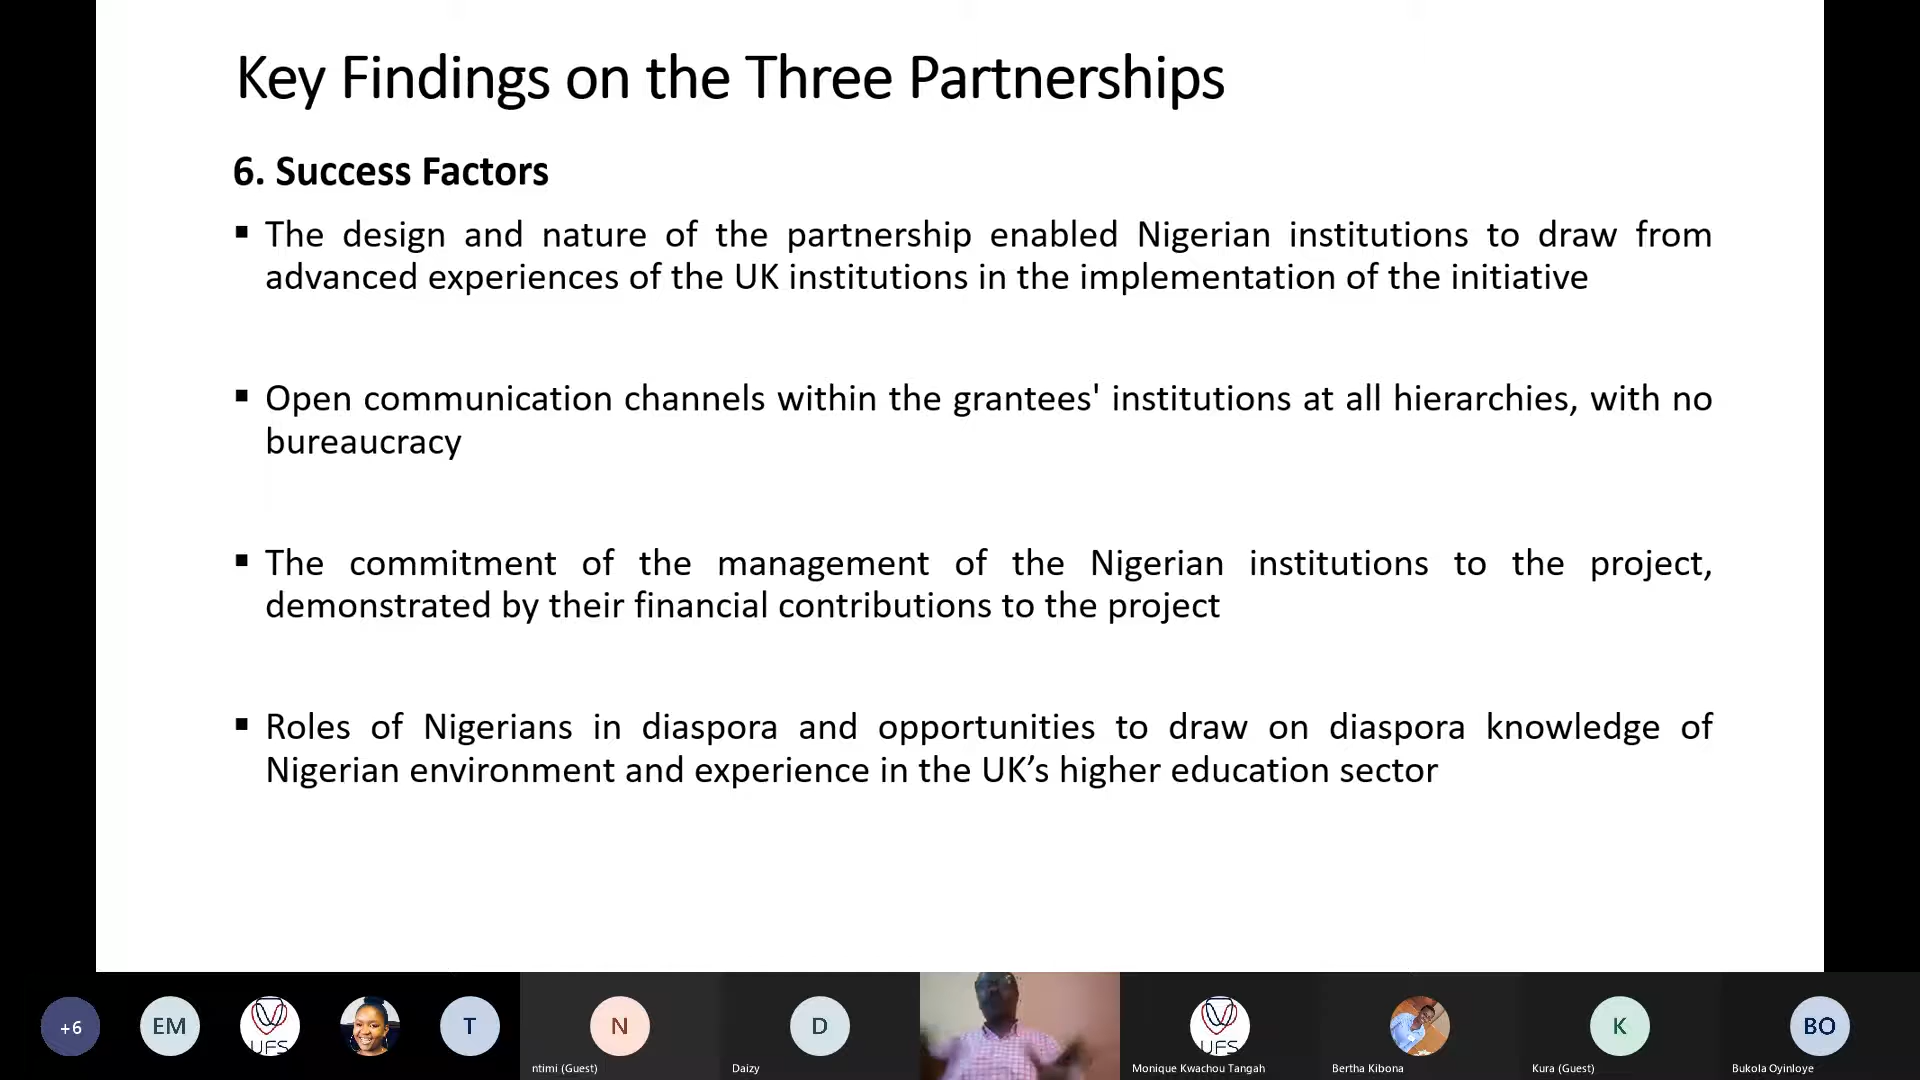 Key Findings on the Three Partnerships
6. Success Factors
▪ The design and nature of the partnership enabled Nigerian institutions to draw from
advanced experiences of the UK institutions in the implementation of the initiative
▪ Open communication channels within the grantees' institutions at all hierarchies, with no
bureaucracy
▪ The commitment of the management of the Nigerian institutions to the project,
demonstrated by their financial contributions to the project
▪ Roles of Nigerians in diaspora and opportunities to draw on diaspora knowledge of
Nigerian environment and experience in the UK’s higher education sector
+6
EM
UFS
T
N
ntimi (Guest)
D
Daizy
UFS
Monique Kwachou Tangah
Bertha Kibona
K
Kura (Guest)
BO
Bukola Oyinloye